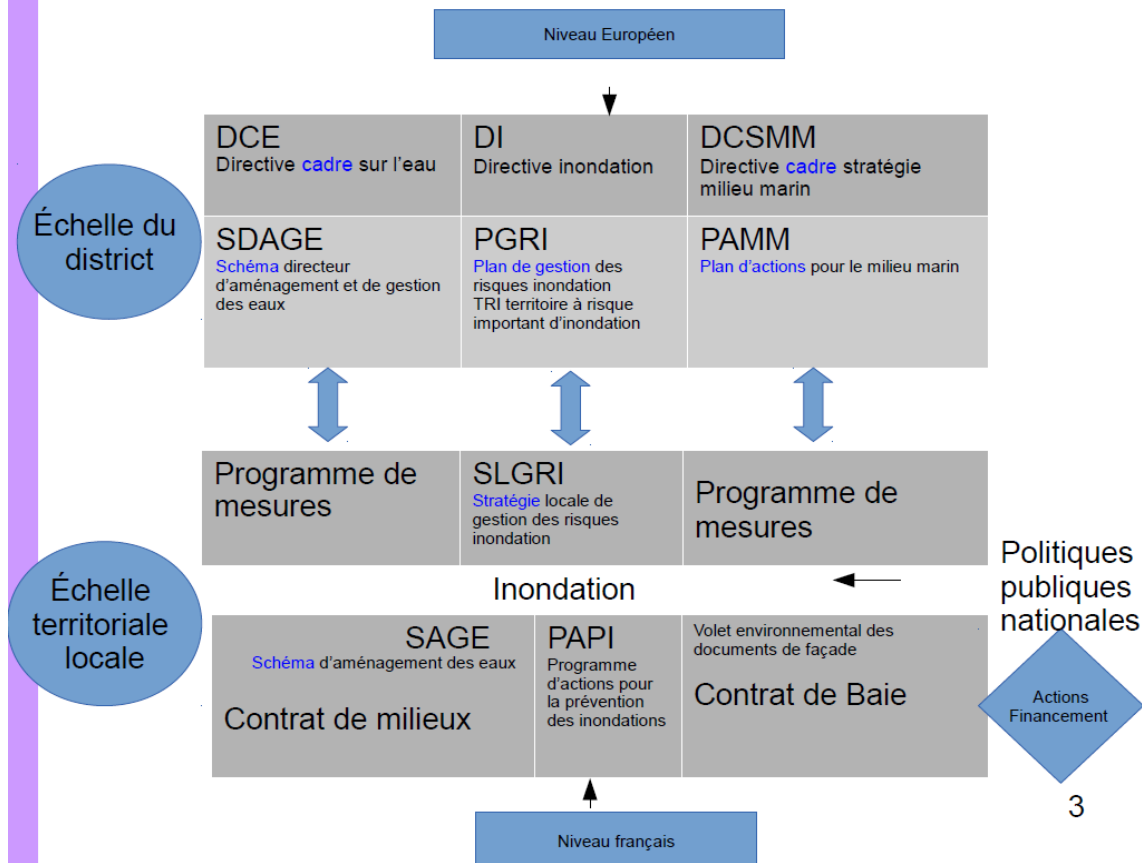 Niveau Européen
DCE
Directive cadre sur l'eau
DI
Directive inondation
DCSMM
Directive cadre stratégie
milieu marin
Échelle du
district
SDAGE
Schéma directeur
d'aménagement et de gestion
des eaux
PGRI
Plan de gestion des
risques inondation
TRI territoire à risque
important d'inondation
PAMM
Plan d'actions pour le milieu marin
Programme de
mesures
SLGRI
Stratégie locale de
gestion des risques
inondation
Programme de
mesures
Échelle
territoriale
locale
Inondation
Politiques
publiques
nationales
SAGE
Schéma d'aménagement des eaux
Contrat de milieux
PAPI
Programme
d'actions pour
la prévention
des inondations
Volet environnemental des
documents de façade
Contrat de Baie
Actions
Financement
3
Niveau français